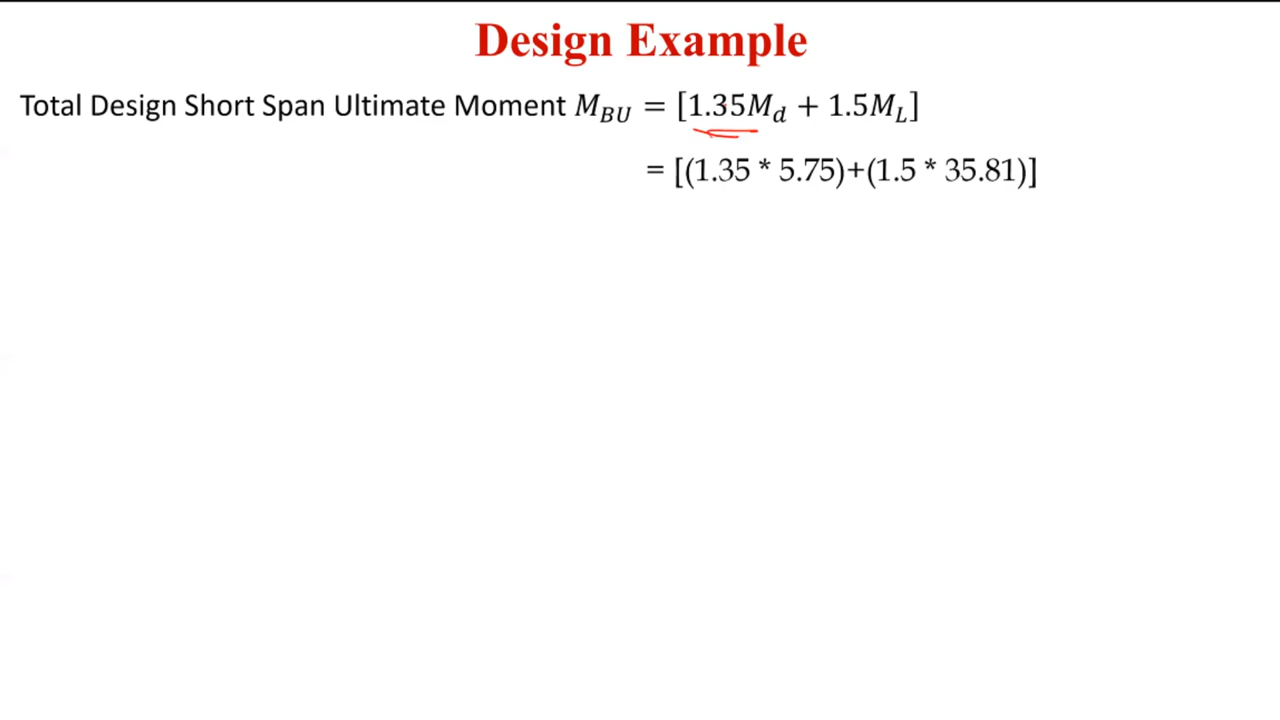 Design Example
Total Design Short Span Ultimate Moment M_BU = [1.35M_d + 1.5M_L]
= [(1.35 * 5.75)+(1.5 * 35.81)]